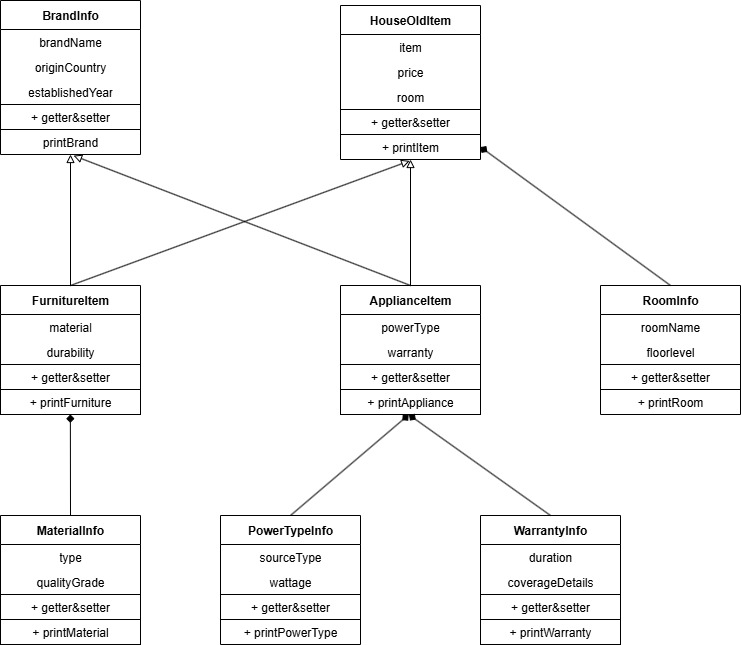 BrandInfo
brandName
originCountry
establishedYear
+ getter&setter
printBrand
HouseOldItem
item
price
room
+ getter&setter
+ printItem
FurnitureItem
material
durability
+ getter&setter
+ printFurniture
ApplianceItem
powerType
warranty
+ getter&setter
+ printAppliance
RoomInfo
roomName
floorlevel
+ getter&setter
+ printRoom
MaterialInfo
type
qualityGrade
+ getter&setter
+ printMaterial
PowerTypeInfo
sourceType
wattage
+ getter&setter
+ printPowerType
WarrantyInfo
duration
coverageDetails
+ getter&setter
+ printWarranty